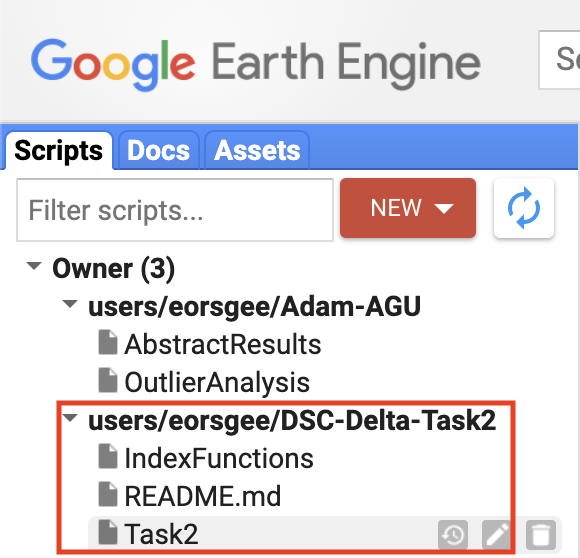 Google Earth Engine
Scripts Docs Assets
Filter scripts... NEW
Owner (3)
users/eorsgee/Adam-AGU
AbstractResults
OutlierAnalysis
users/eorsgee/DSC-Delta-Task2
IndexFunctions
README.md
Task2